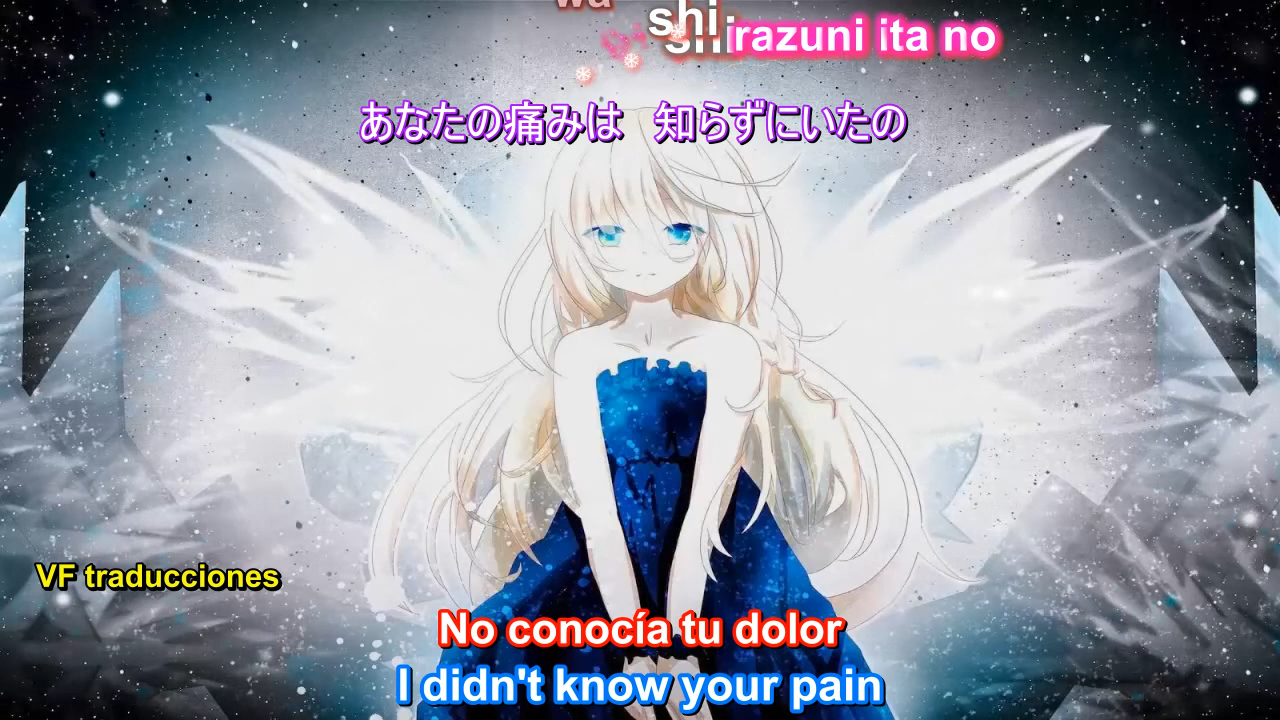 wa
shi
shirazuni ita no
あなたの痛みは　知らずにいたの
VF traducciones
No conocía tu dolor
I didn't know your pain